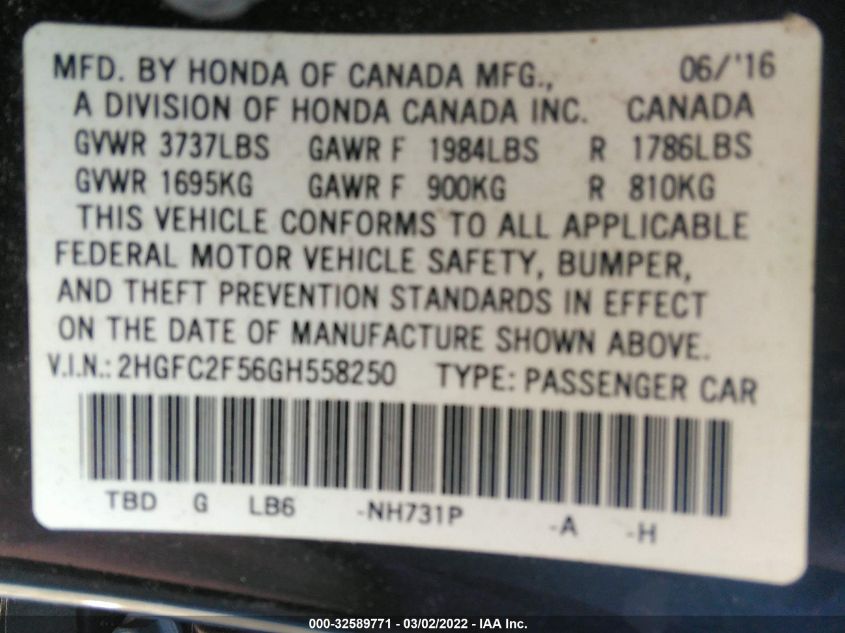 MFD. BY HONDA OF CANADA MFG., 06/'16
A DIVISION OF HONDA CANADA INC. CANADA
GVWR 3737LBS GAWR F 1984LBS R 1786LBS
GVWR 1695KG GAWR F 900KG R 810KG
THIS VEHICLE CONFORMS TO ALL APPLICABLE
FEDERAL MOTOR VEHICLE SAFETY, BUMPER,
AND THEFT PREVENTION STANDARDS IN EFFECT
ON THE DATE OF MANUFACTURE SHOWN ABOVE.
V.I.N.: 2HGFC2F56GH558250 TYPE: PASSENGER CAR
TBD G LB6 -NH731P -A -H
000-32589771 - 03/02/2022 - IAA Inc.